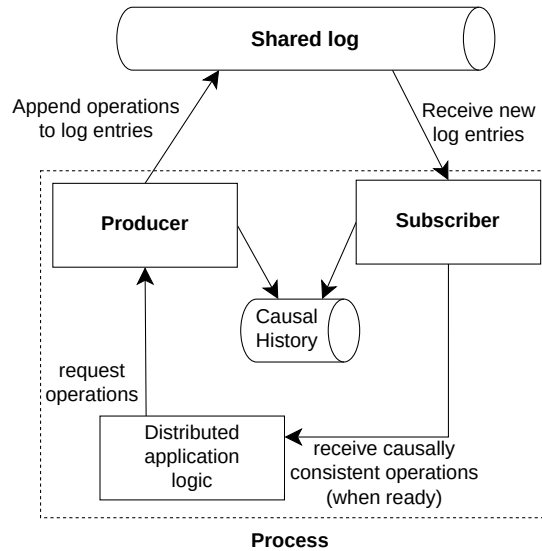 Shared log
Append operations
to log entries
Receive new
log entries
Producer
Subscriber
Causal
History
request
operations
Distributed
application
logic
receive causally
consistent operations
(when ready)
Process